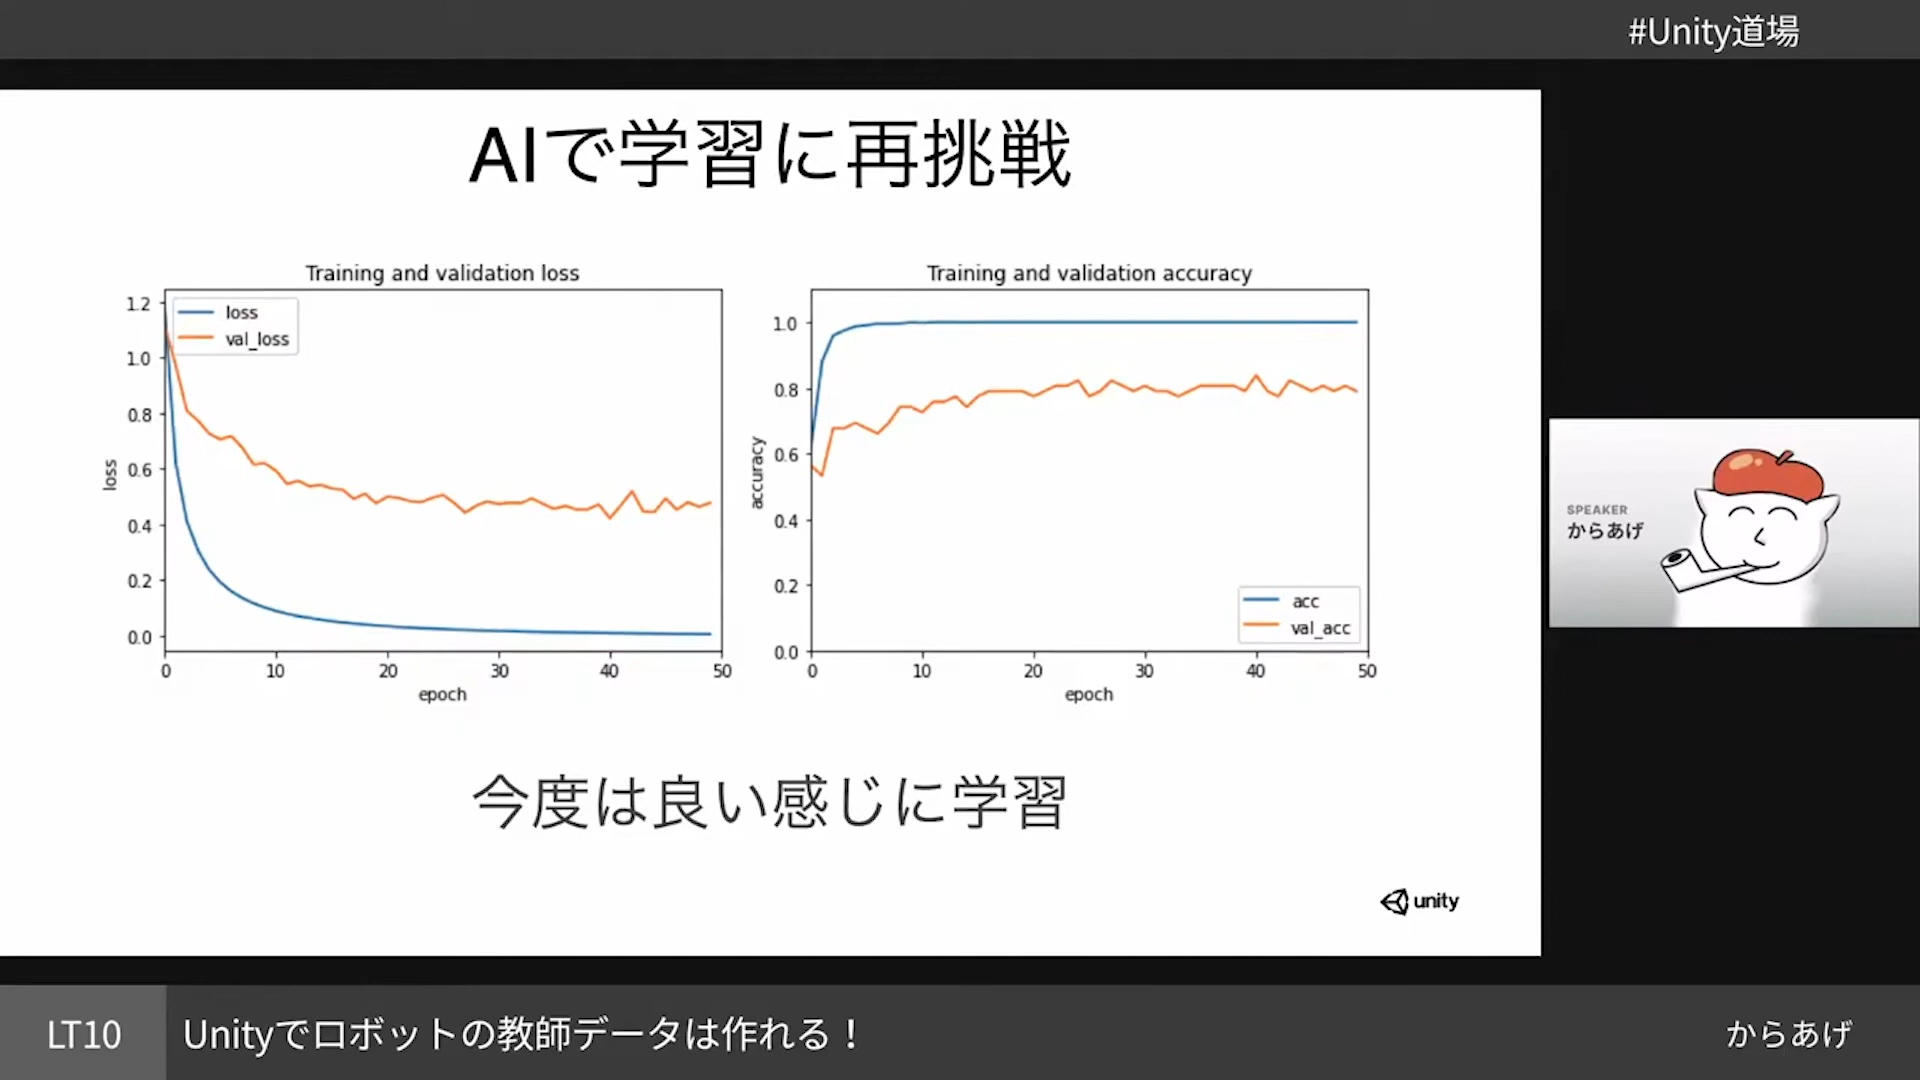 #Unity道場
AIで学習に再挑戦
Training and validation loss
loss
val_loss
1.2
1.0
0.8
0.6
0.4
0.2
0.0
loss
0 10 20 30 40 50
epoch
Training and validation accuracy
1.0
0.8
0.6
0.4
0.2
0.0
accuracy
acc
val_acc
0 10 20 30 40 50
epoch
今度は良い感じに学習
unity
SPEAKER
からあげ
LT10
Unityでロボットの教師データは作れる！
からあげ